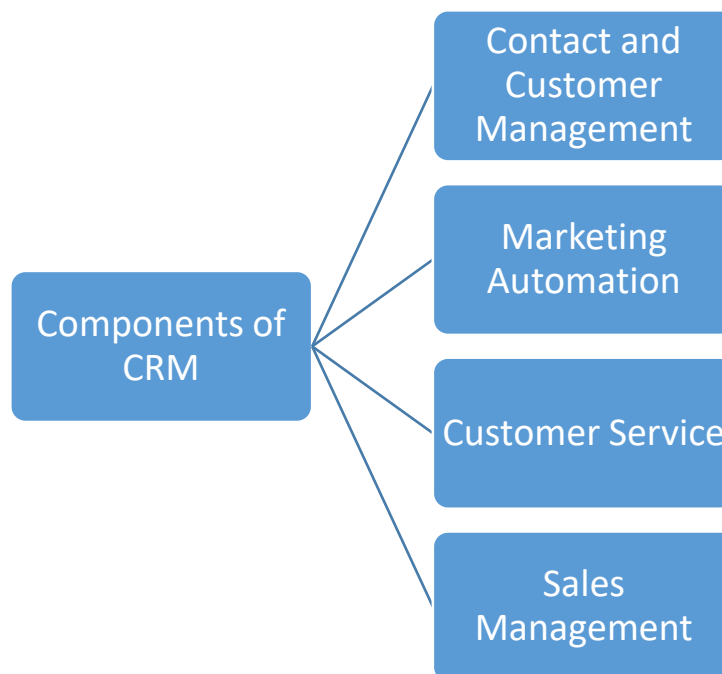 Contact and
Customer
Management
Marketing
Automation
Components of
CRM
Customer Service
Sales
Management